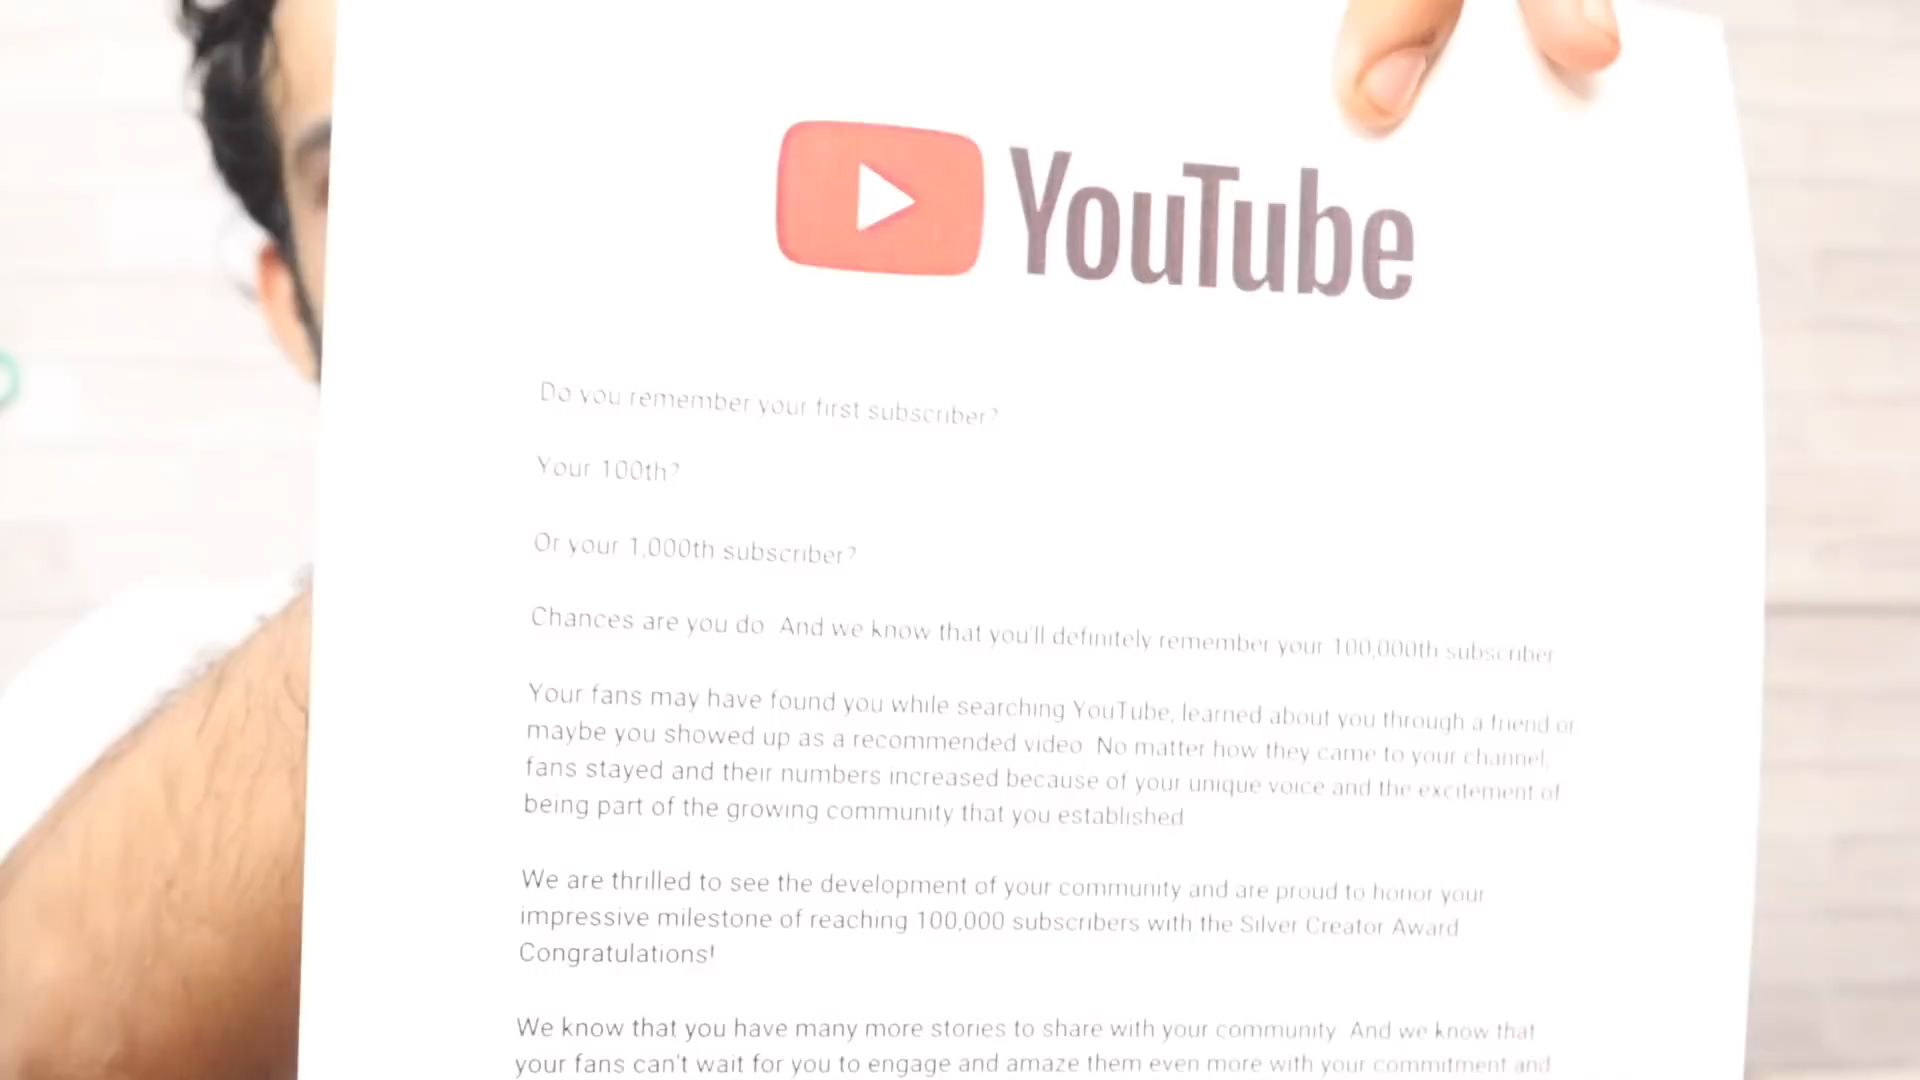 YouTube
Do you remember your first subscriber?
Your 100th?
Or your 1,000th subscriber?
Chances are you do. And we know that you'll definitely remember your 100,000th subscriber.
Your fans may have found you while searching YouTube, learned about you through a friend or
maybe you showed up as a recommended video. No matter how they came to your channel,
fans stayed and their numbers increased because of your unique voice and the excitement of
being part of the growing community that you established.
We are thrilled to see the development of your community and are proud to honor your
impressive milestone of reaching 100,000 subscribers with the Silver Creator Award.
Congratulations!
We know that you have many more stories to share with your community. And we know that
your fans can't wait for you to engage and amaze them even more with your commitment and